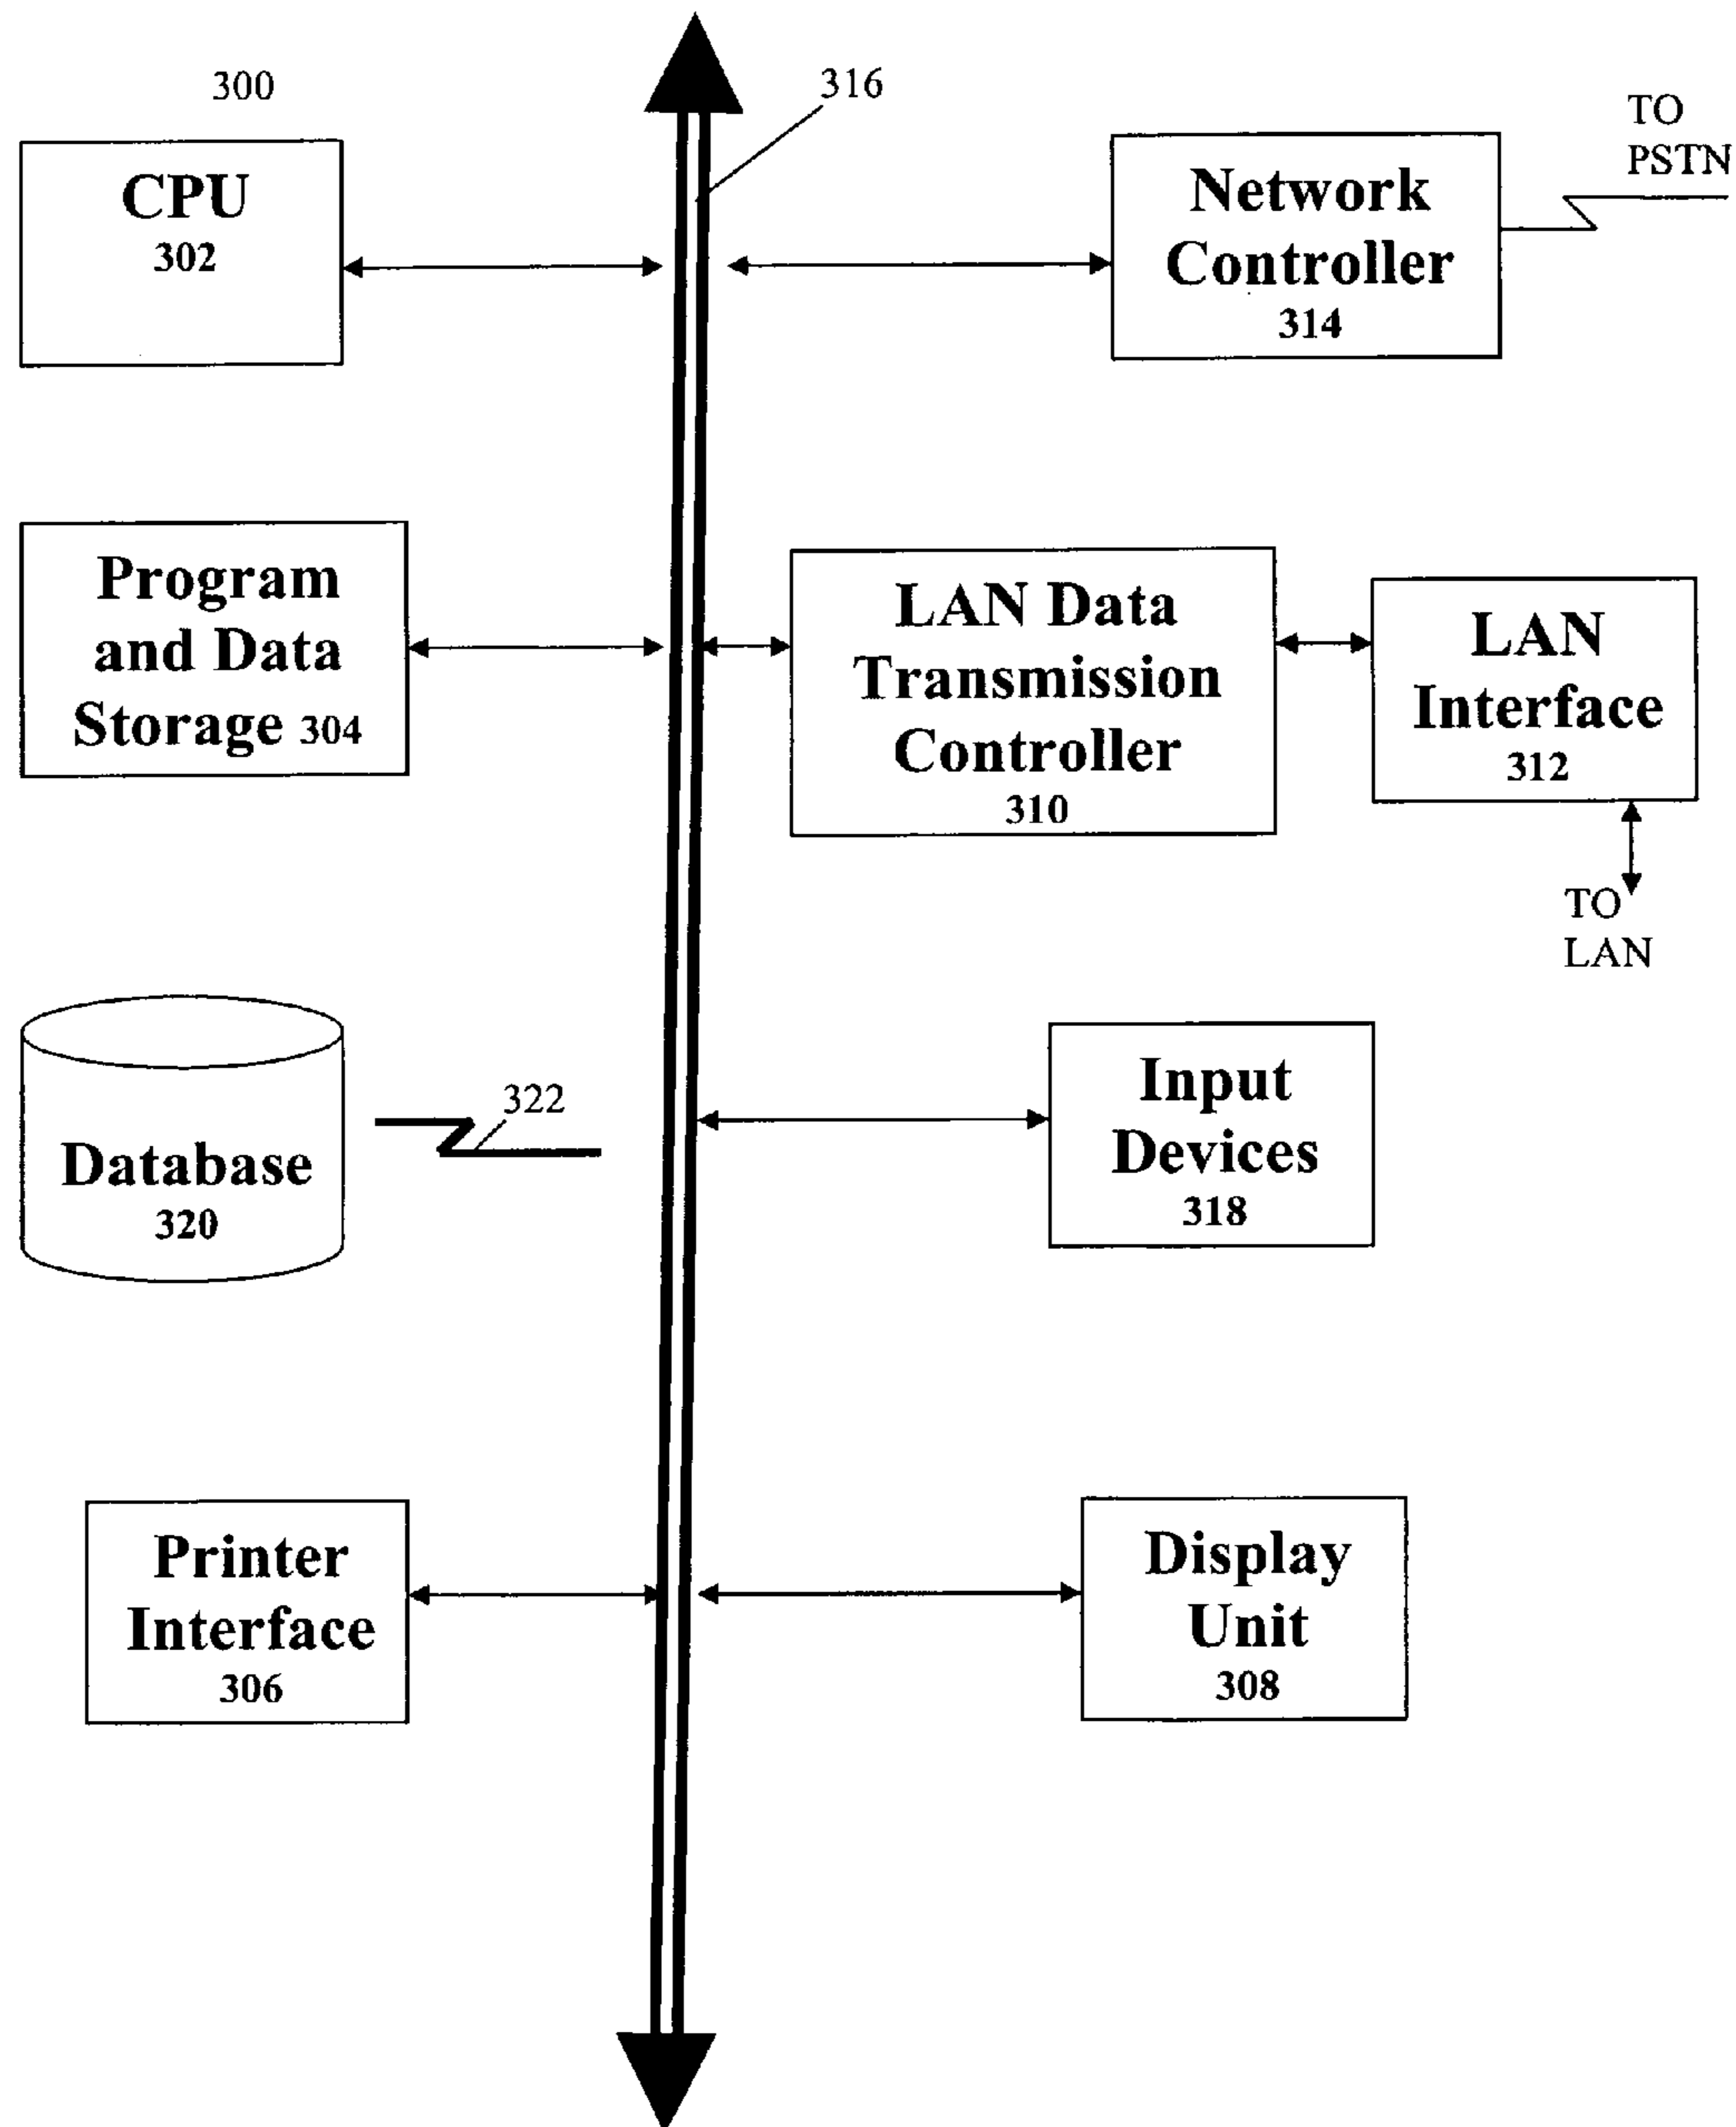 300
316
TO
PSTN
CPU
302
Network
Controller
314
Program
and Data
Storage 304
LAN Data
Transmission
Controller
310
LAN
Interface
312
TO
LAN
Database
320
322
Input
Devices
318
Printer
Interface
306
Display
Unit
308